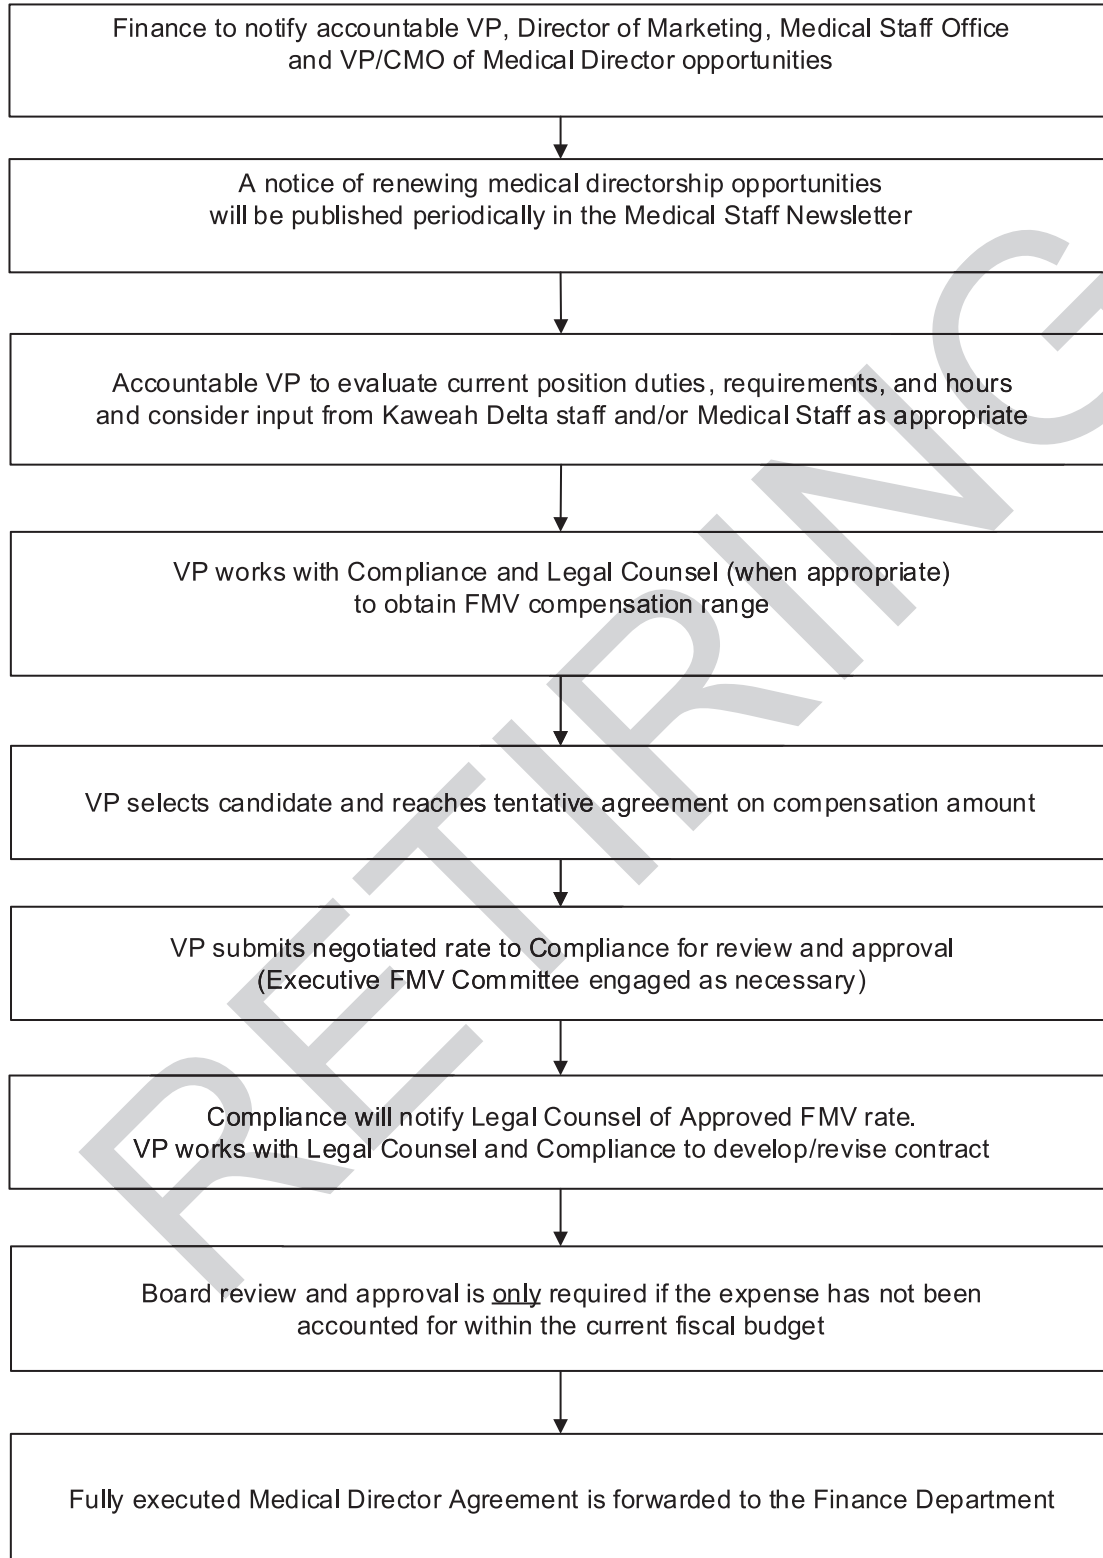 Finance to notify accountable VP, Director of Marketing, Medical Staff Office
and VP/CMO of Medical Director opportunities
A notice of renewing medical directorship opportunities
will be published periodically in the Medical Staff Newsletter
Accountable VP to evaluate current position duties, requirements, and hours
and consider input from Kaweah Delta staff and/or Medical Staff as appropriate
VP works with Compliance and Legal Counsel (when appropriate)
to obtain FMV compensation range
VP selects candidate and reaches tentative agreement on compensation amount
VP submits negotiated rate to Compliance for review and approval
(Executive FMV Committee engaged as necessary)
Compliance will notify Legal Counsel of Approved FMV rate.
VP works with Legal Counsel and Compliance to develop/revise contract
Board review and approval is only required if the expense has not been
accounted for within the current fiscal budget
Fully executed Medical Director Agreement is forwarded to the Finance Department
RETIRING